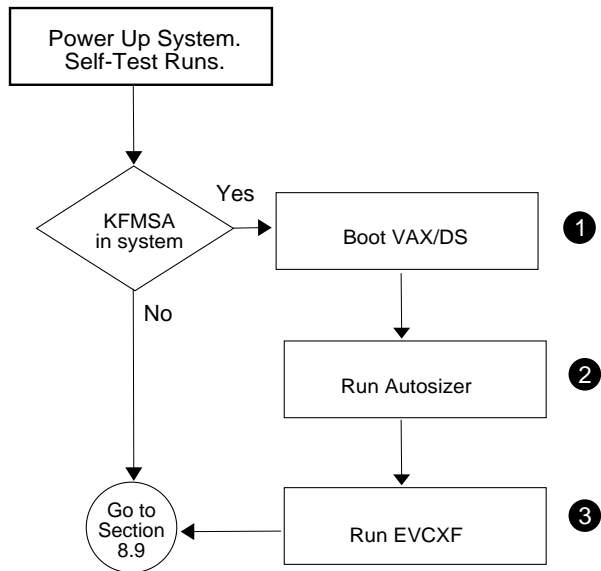 Power Up System.
Self-Test Runs.
KFMSA
in system
Yes
Boot VAX/DS
1
No
Run Autosizer
2
Go to
Section
8.9
Run EVCXF
3